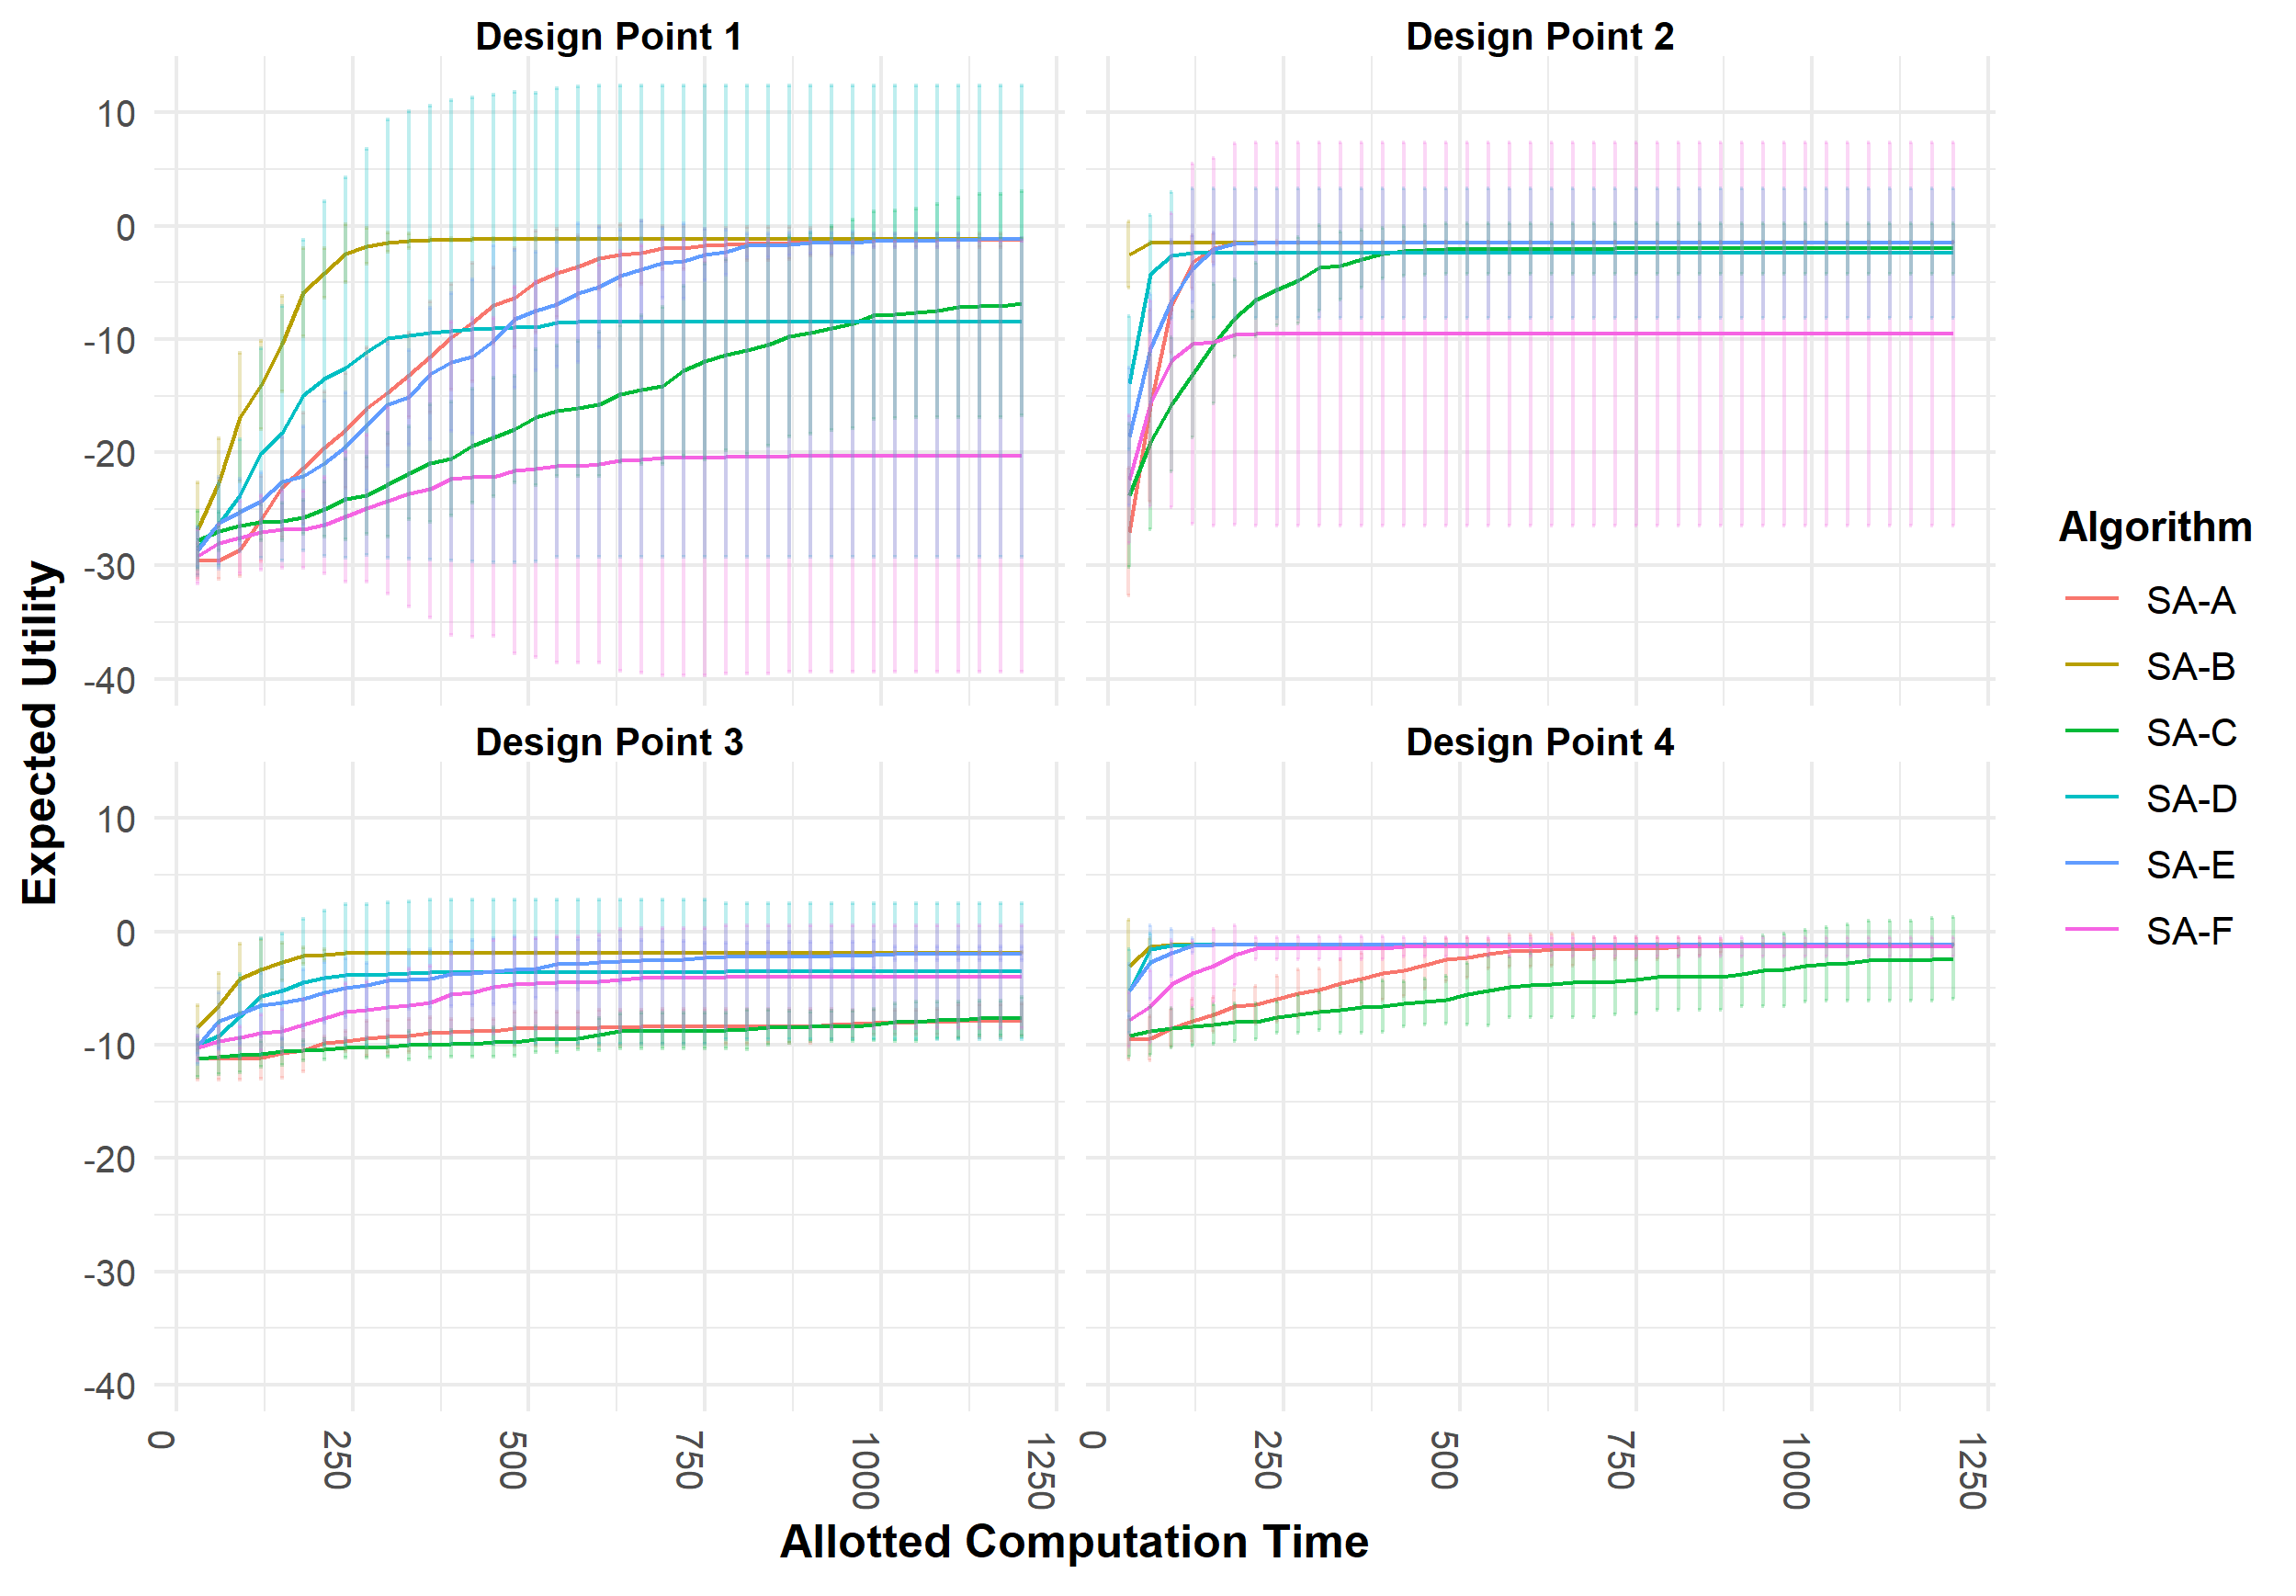 Design Point 1
Design Point 2
10
0
-10
-20
-30
-40
Design Point 3
Design Point 4
10
0
-10
-20
-30
-40
0
250
500
750
1000
1250
0
250
500
750
1000
1250
Expected Utility
Allotted Computation Time
Algorithm
SA-A
SA-B
SA-C
SA-D
SA-E
SA-F